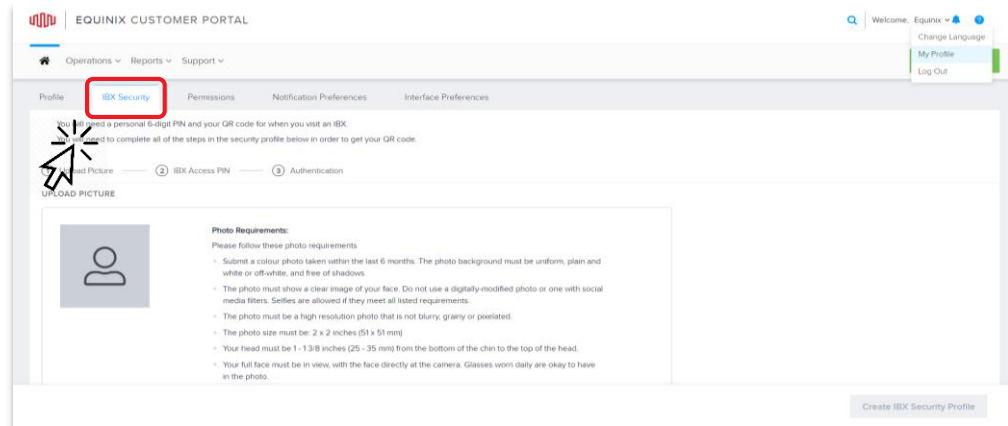 EQUINIX CUSTOMER PORTAL
Welcome, Equinix
Change Language
My Profile
Log Out
Operations Reports Support
Profile IBX Security Permissions Notification Preferences Interface Preferences
You will need a personal 6-digit PIN and your QR code for when you visit an IBX.
You will need to complete all of the steps in the security profile below in order to get your QR code.
Upload Picture 2 IBX Access PIN 3 Authentication
UPLOAD PICTURE
Photo Requirements:
Please follow these photo requirements
Submit a colour photo taken within the last 6 months. The photo background must be uniform, plain and
white or off-white, and free of shadows
The photo must show a clear image of your face. Do not use a digitally-modified photo or one with social
media filters. Selfies are allowed if they meet all listed requirements.
The photo must be a high resolution photo that is not blurry, grainy or pixelated.
The photo size must be: 2 x 2 inches (51 x 51 mm)
Your head must be 1 - 1 3/8 inches (25 - 35 mm) from the bottom of the chin to the top of the head.
Your full face must be in view, with the face directly at the camera. Glasses worn daily are okay to have
in the photo.
Create IBX Security Profile